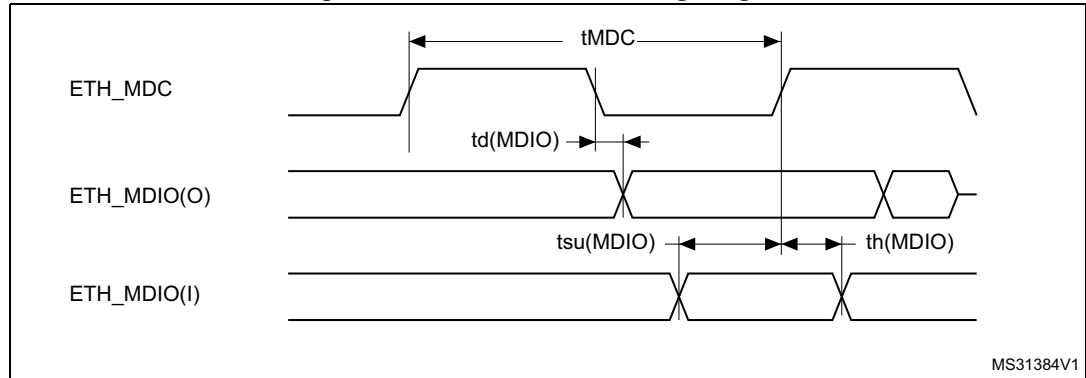 tMDC
ETH_MDC
td(MDIO)
ETH_MDIO(O)
tsu(MDIO)
th(MDIO)
ETH_MDIO(I)
MS31384V1